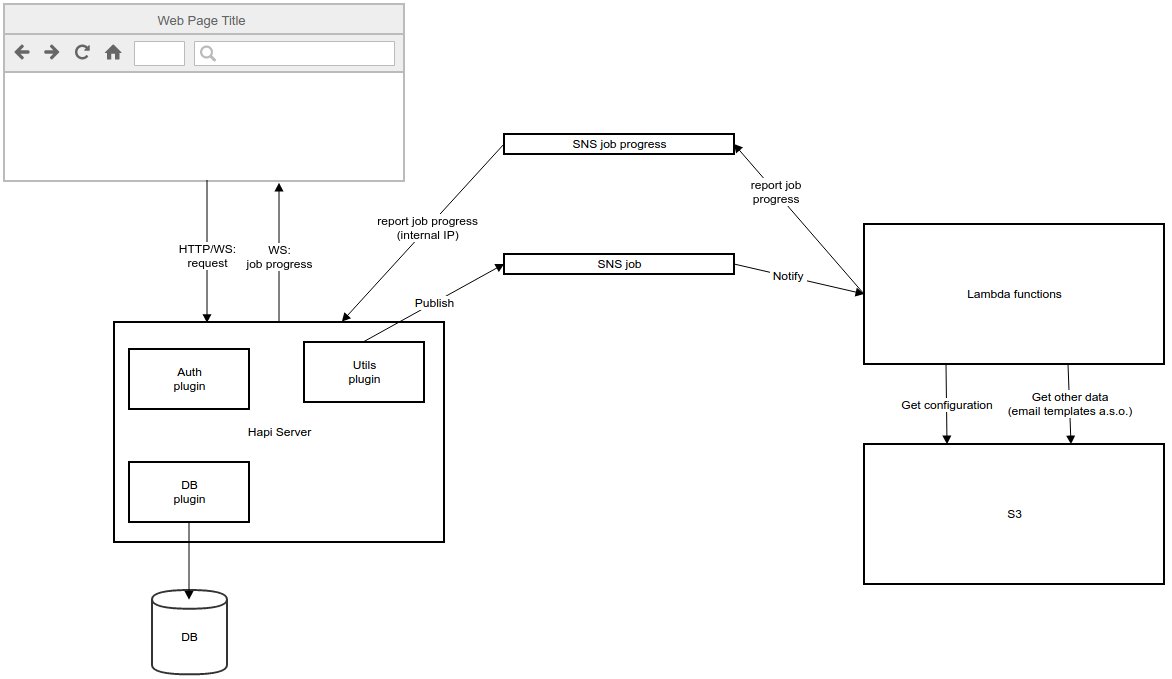 Web Page Title
SNS job progress
report job
progress
report job progress
(internal IP)
HTTP/WS:
request
WS:
job progress
SNS job
Notify
Publish
Lambda functions
Auth
plugin
Utils
plugin
Hapi Server
Get configuration
Get other data
(email templates a.s.o.)
DB
plugin
S3
DB